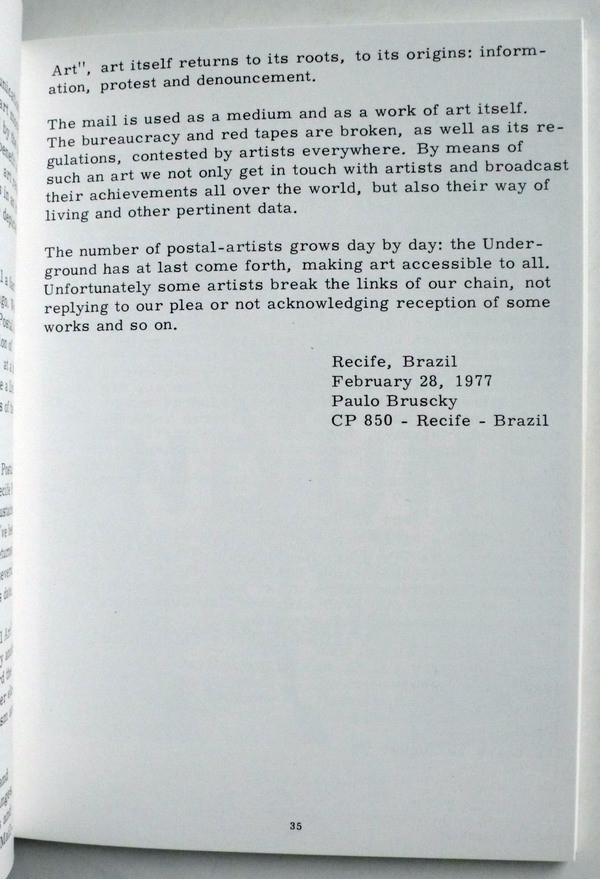 Art", art itself returns to its roots, to its origins: inform-
ation, protest and denouncement.
The mail is used as a medium and as a work of art itself.
The bureaucracy and red tapes are broken, as well as its re-
gulations, contested by artists everywhere. By means of
such an art we not only get in touch with artists and broadcast
their achievements all over the world, but also their way of
living and other pertinent data.
The number of postal-artists grows day by day: the Under-
ground has at last come forth, making art accessible to all.
Unfortunately some artists break the links of our chain, not
replying to our plea or not acknowledging reception of some
works and so on.
Recife, Brazil
February 28, 1977
Paulo Bruscky
CP 850 - Recife - Brazil
35